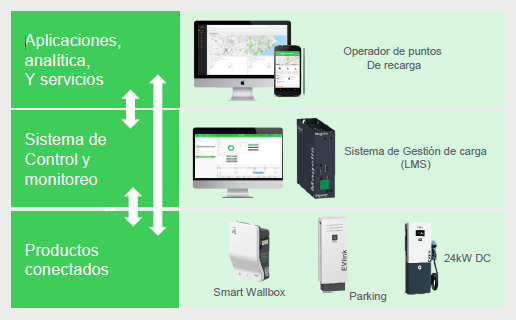 Aplicaciones,
analítica,
Y servicios
Operador de puntos
De recarga
Sistema de
Control y
monitoreo
Magelis
Sistema de Gestión de carga
(LMS)
Productos
conectados
EVlink
24kW DC
Smart Wallbox
Parking